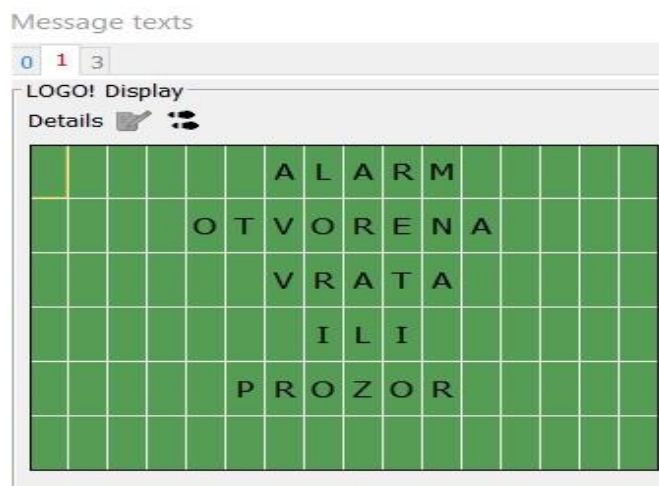 Message texts
0 1 3
LOGO! Display
Details
ALARM
OTVORENA
VRATA
ILI
PROZOR